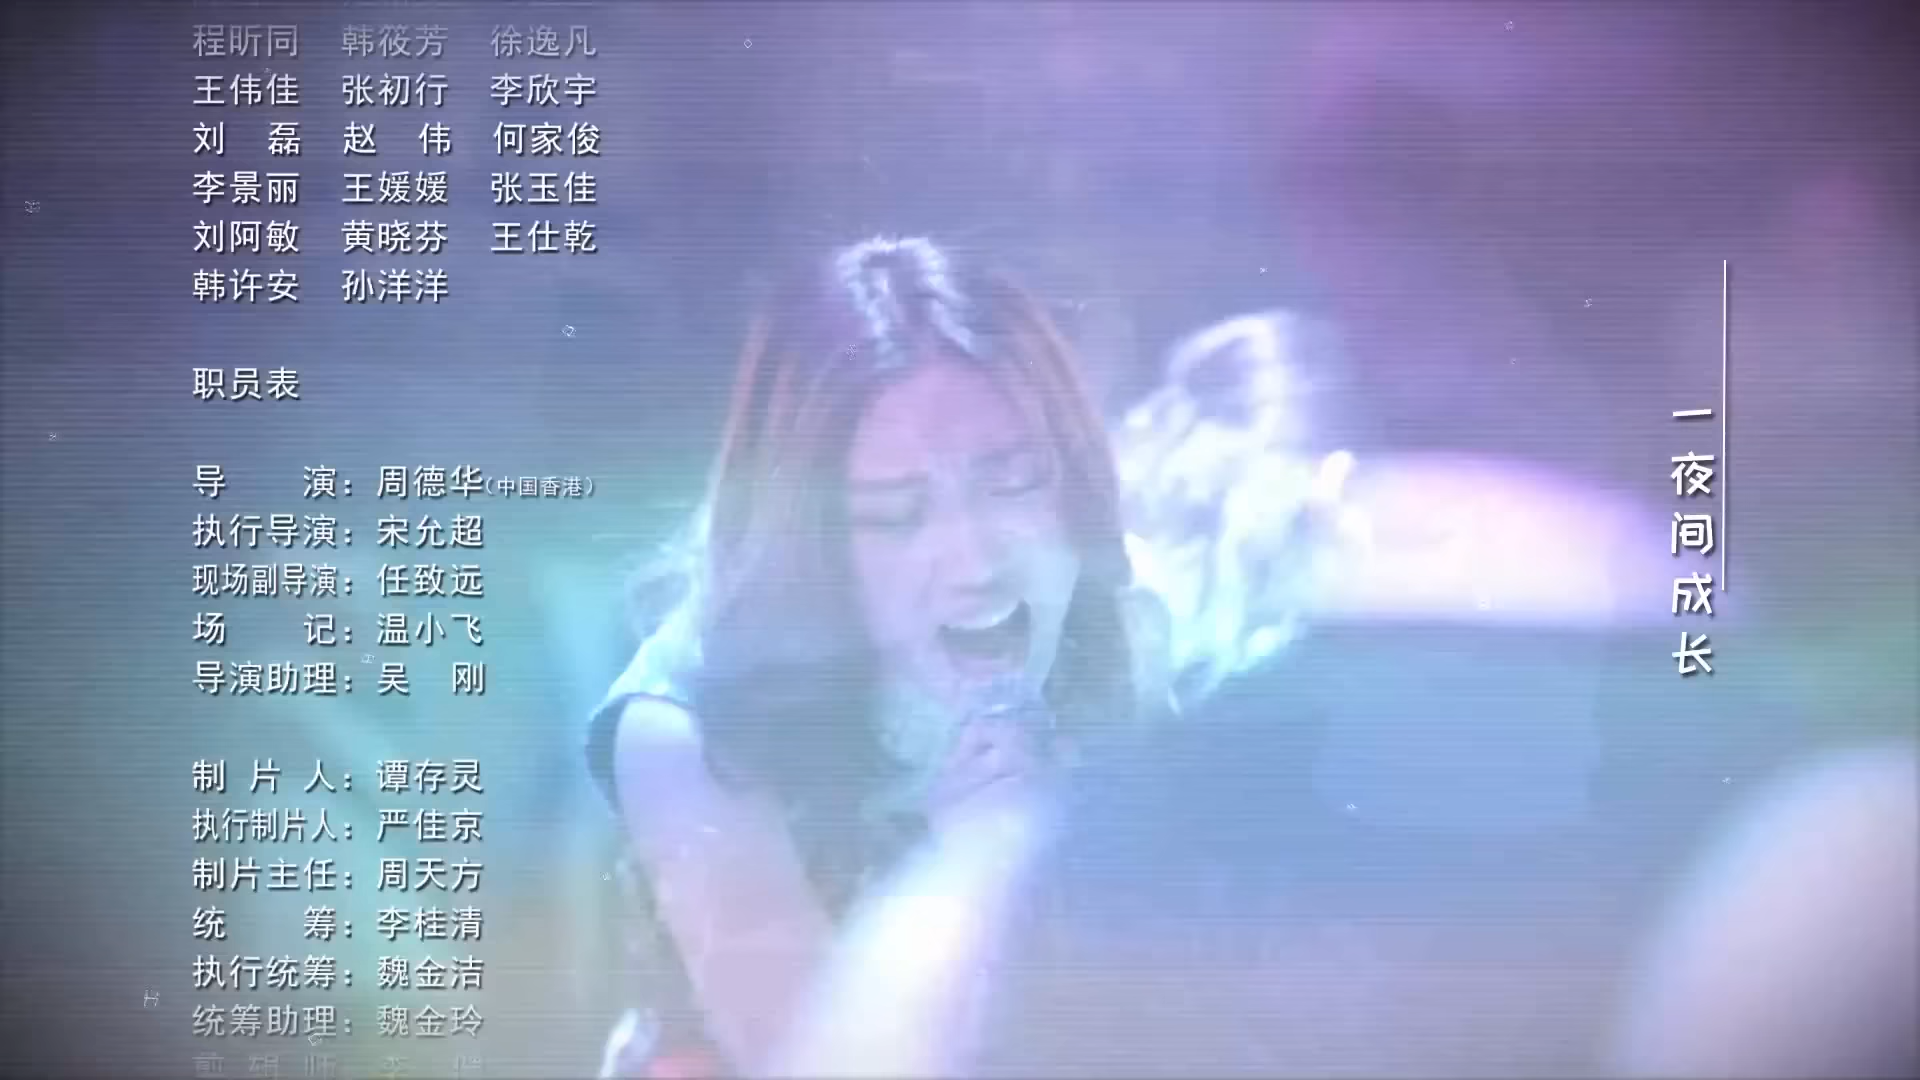 程昕同 韩筱芳 徐逸凡
王伟佳 张初行 李欣宇
刘 磊 赵 伟 何家俊
李景丽 王媛媛 张玉佳
刘阿敏 黄晓芬 王仕乾
韩许安 孙洋洋
职员表
导 演：周德华（中国香港）
执行导演：宋允超
现场副导演：任致远
场 记：温小飞
导演助理：吴 刚
制 片 人：谭存灵
执行制片人：严佳京
制片主任：周天方
统 筹：李桂清
执行统筹：魏金洁
统筹助理：魏金玲
一夜间成长